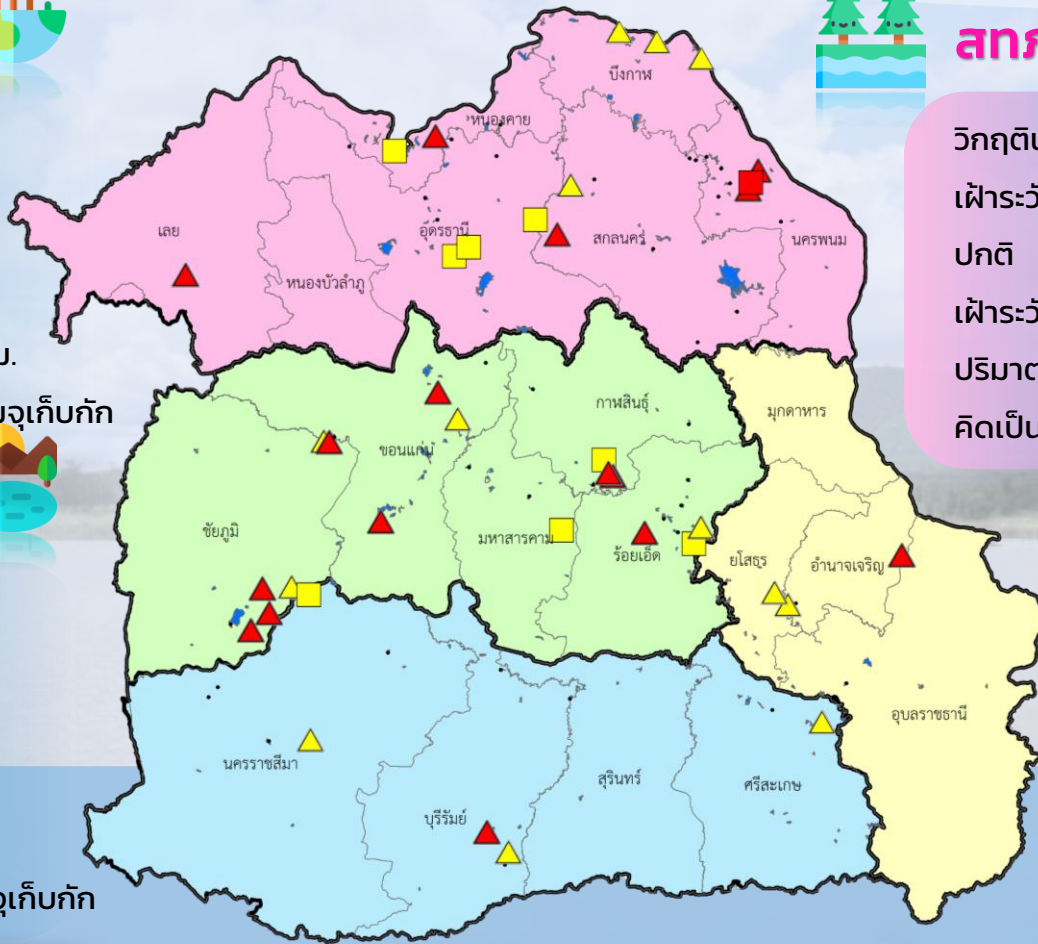 สทภ
วิกฤติ
เฝ้าระวั
ปกติ
เฝ้าระวั
ปริมาต
คิดเป็น
ม.
จุเก็บกัก
จุเก็บกัก
บึงกาฬ
หนองคาย
เลย
อุดรธานี
สกลนคร
นครพนม
หนองบัวลำภู
กาฬสินธุ์
มุกดาหาร
ขอนแก่น
ชัยภูมิ
มหาสารคาม
ร้อยเอ็ด
ยโสธร
อำนาจเจริญ
อุบลราชธานี
นครราชสีมา
สุรินทร์
ศรีสะเกษ
บุรีรัมย์